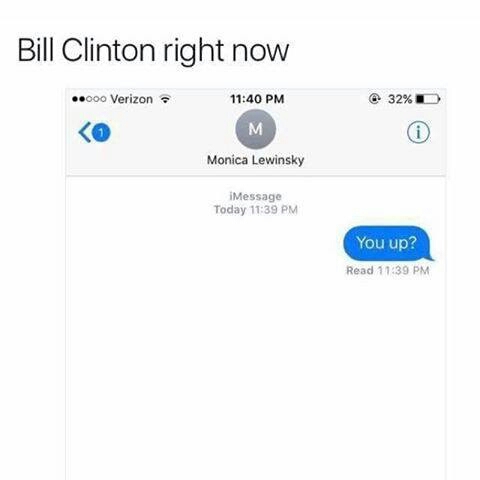 Bill Clinton right now
Verizon 11:40 PM 32%
1 M i
Monica Lewinsky
iMessage
Today 11:39 PM
You up?
Read 11:39 PM